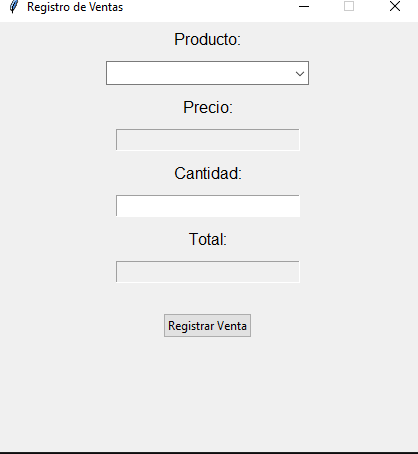 Registro de Ventas
Producto:
Precio:
Cantidad:
Total:
Registrar Venta